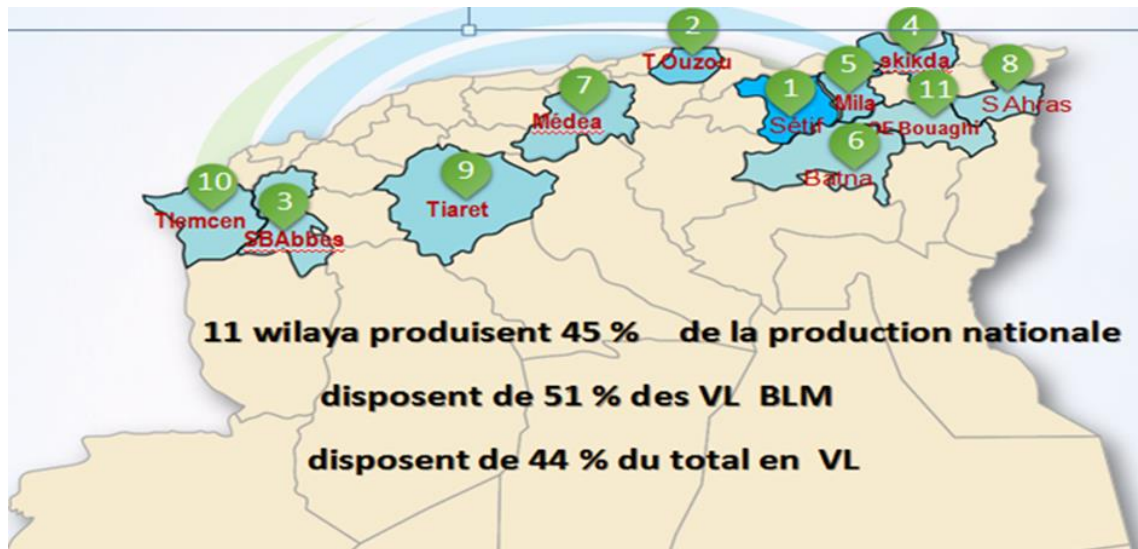 2
T.Ouzou
4
skikda
5
Mila
8
S Ahras
1
Sétif
11
OE Bouaghi
7
Médea
6
Batna
9
Tiaret
10
Tlemcen
3
SBAbbes
11 wilaya produisent 45 % de la production nationale
disposent de 51 % des VL BLM
disposent de 44 % du total en VL